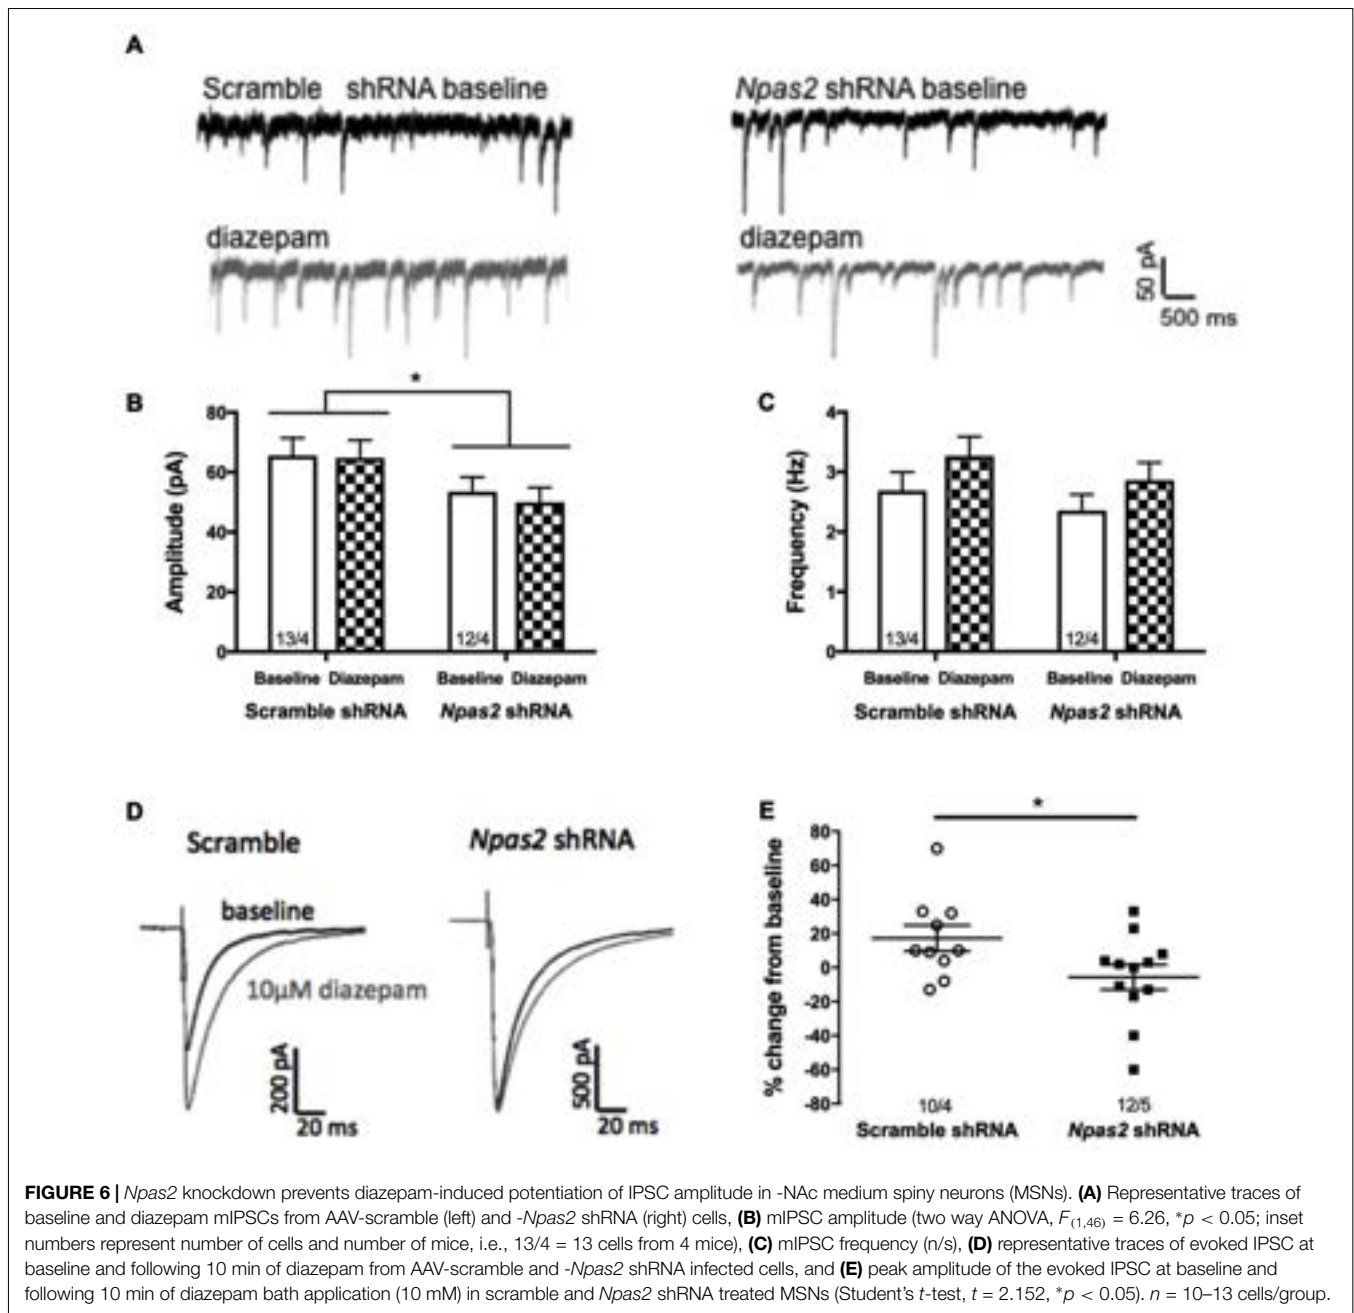 A
Scramble shRNA baseline
Npas2 shRNA baseline
diazepam
diazepam
50 pA
500 ms
B
*
Amplitude (pA)
80
60
40
20
0
13/4
12/4
Baseline Diazepam
Baseline Diazepam
Scramble shRNA
Npas2 shRNA
C
Frequency (Hz)
4
3
2
1
0
13/4
12/4
Baseline Diazepam
Baseline Diazepam
Scramble shRNA
Npas2 shRNA
D
Scramble
Npas2 shRNA
baseline
10µM diazepam
200 pA
20 ms
500 pA
20 ms
E
*
% change from baseline
80
60
40
20
0
-20
-40
-60
-80
10/4
12/5
Scramble shRNA
Npas2 shRNA
FIGURE 6 | Npas2 knockdown prevents diazepam-induced potentiation of IPSC amplitude in -NAc medium spiny neurons (MSNs). (A) Representative traces of
baseline and diazepam mIPSCs from AAV-scramble (left) and -Npas2 shRNA (right) cells, (B) mIPSC amplitude (two way ANOVA, F(1,46) = 6.26, *p < 0.05; inset
numbers represent number of cells and number of mice, i.e., 13/4 = 13 cells from 4 mice), (C) mIPSC frequency (n/s), (D) representative traces of evoked IPSC at
baseline and following 10 min of diazepam from AAV-scramble and -Npas2 shRNA infected cells, and (E) peak amplitude of the evoked IPSC at baseline and
following 10 min of diazepam bath application (10 mM) in scramble and Npas2 shRNA treated MSNs (Student's t-test, t = 2.152, *p < 0.05). n = 10–13 cells/group.